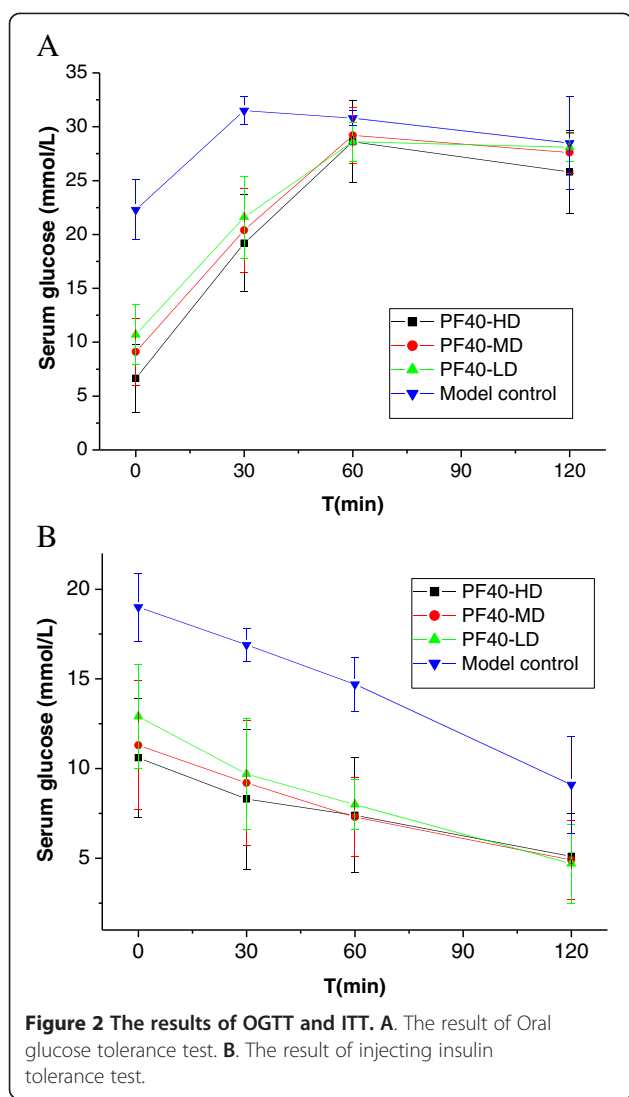 A
35
30
25
20
15
10
5
0
Serum glucose (mmol/L)
PF40-HD
PF40-MD
PF40-LD
Model control
0 30 60 90 120
T(min)
B
20
15
10
5
Serum glucose (mmol/L)
PF40-HD
PF40-MD
PF40-LD
Model control
0 30 60 90 120
T(min)
Figure 2 The results of OGTT and ITT. A. The result of Oral
glucose tolerance test. B. The result of injecting insulin
tolerance test.